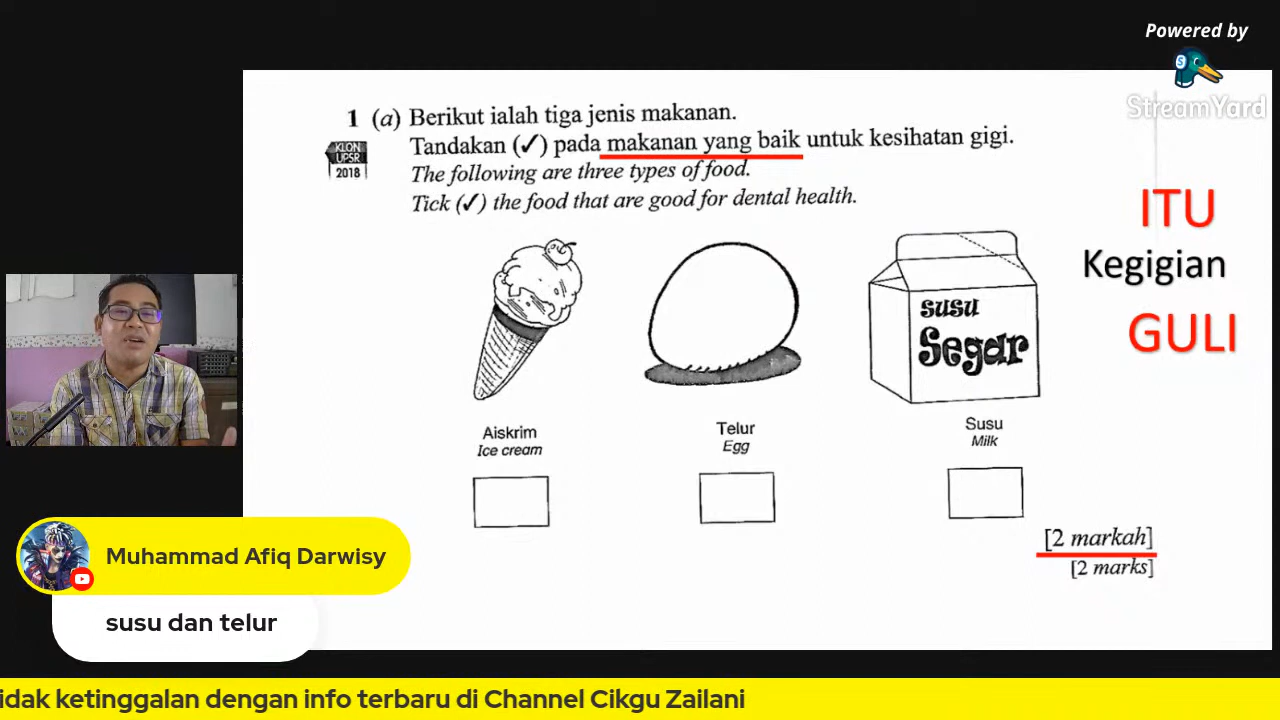 Powered by
StreamYard
1 (a) Berikut ialah tiga jenis makanan.
Tandakan (✓) pada makanan yang baik untuk kesihatan gigi.
The following are three types of food.
Tick (✓) the food that are good for dental health.
KLON
UPSR
2018
ITU
Kegigian
GULI
susu
Segar
Aiskrim
Ice cream
Telur
Egg
Susu
Milk
[2 markah]
[2 marks]
Muhammad Afiq Darwisy
susu dan telur
idak ketinggalan dengan info terbaru di Channel Cikgu Zailani